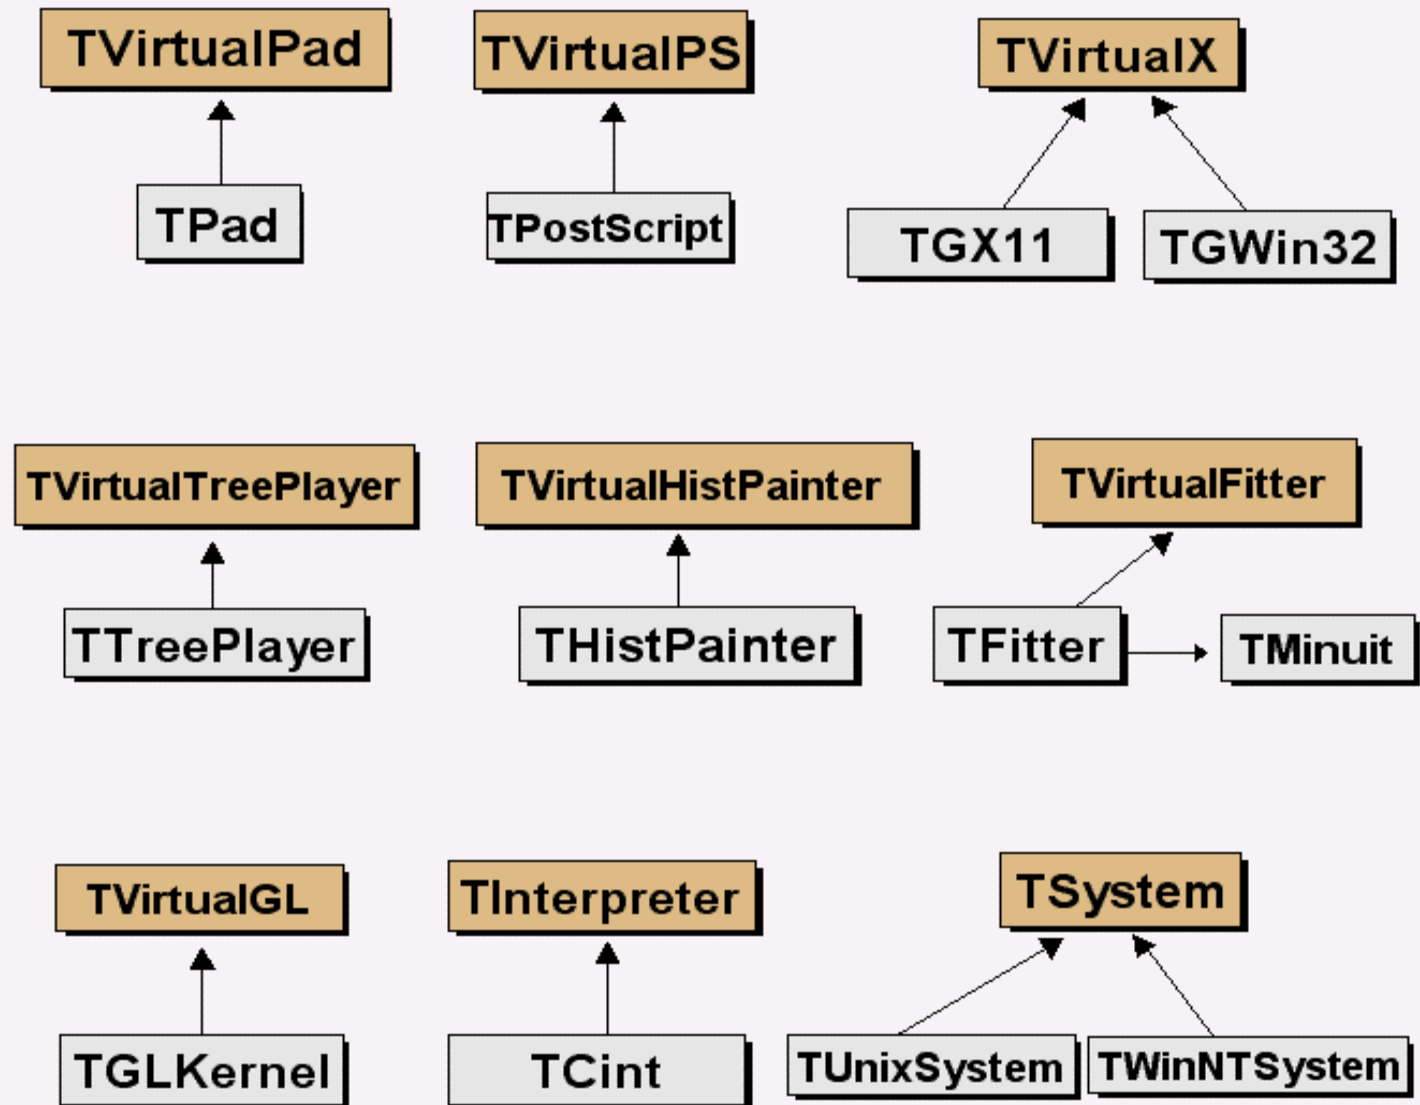 TVirtualPad
TVirtualPS
TVirtualX
TPad
TPostScript
TGX11
TGWin32
TVirtualTreePlayer
TVirtualHistPainter
TVirtualFitter
TTreePlayer
THistPainter
TFitter
TMinuit
TVirtualGL
TInterpreter
TSystem
TGLKernel
TCint
TUnixSystem
TWinNTSystem